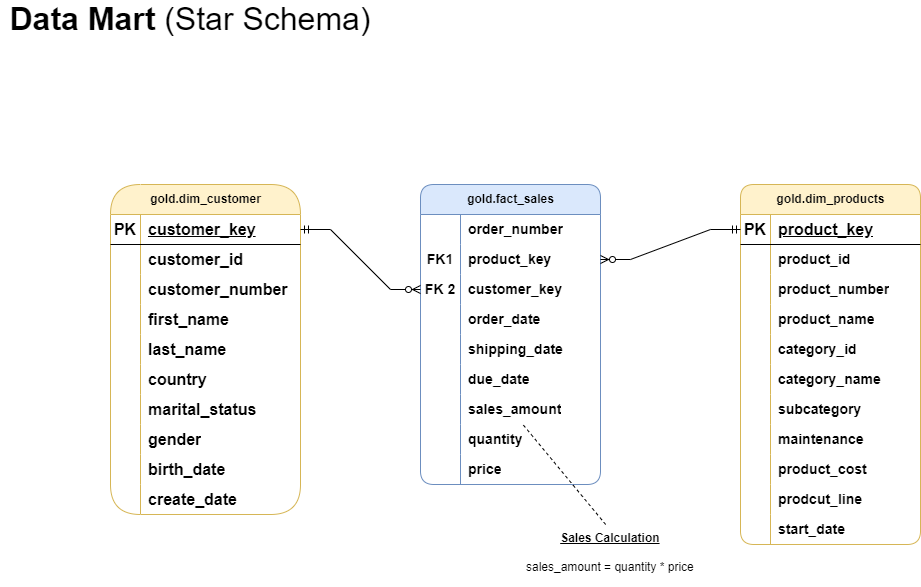 Data Mart (Star Schema)
gold.dim_customer
PK customer_key
customer_id
customer_number
first_name
last_name
country
marital_status
gender
birth_date
create_date
gold.fact_sales
order_number
FK1 product_key
FK 2 customer_key
order_date
shipping_date
due_date
sales_amount
quantity
price
Sales Calculation
sales_amount = quantity * price
gold.dim_products
PK product_key
product_id
product_number
product_name
category_id
category_name
subcategory
maintenance
product_cost
prodcut_line
start_date